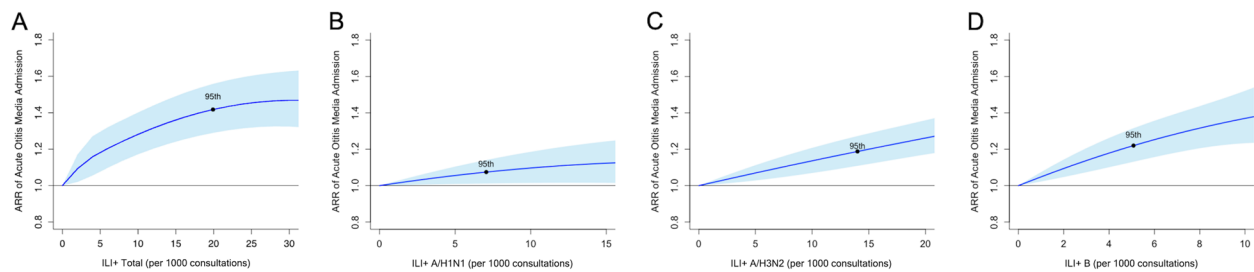 A
ARR of Acute Otitis Media Admission
1.8
1.6
1.4
1.2
1.0
0.8
95th
0 5 10 15 20 25 30
ILI+ Total (per 1000 consultations)
B
ARR of Acute Otitis Media Admission
1.8
1.6
1.4
1.2
1.0
0.8
95th
0 5 10 15
ILI+ A/H1N1 (per 1000 consultations)
C
ARR of Acute Otitis Media Admission
1.8
1.6
1.4
1.2
1.0
0.8
95th
0 5 10 15 20
ILI+ A/H3N2 (per 1000 consultations)
D
ARR of Acute Otitis Media Admission
1.8
1.6
1.4
1.2
1.0
0.8
95th
0 2 4 6 8 10
ILI+ B (per 1000 consultations)